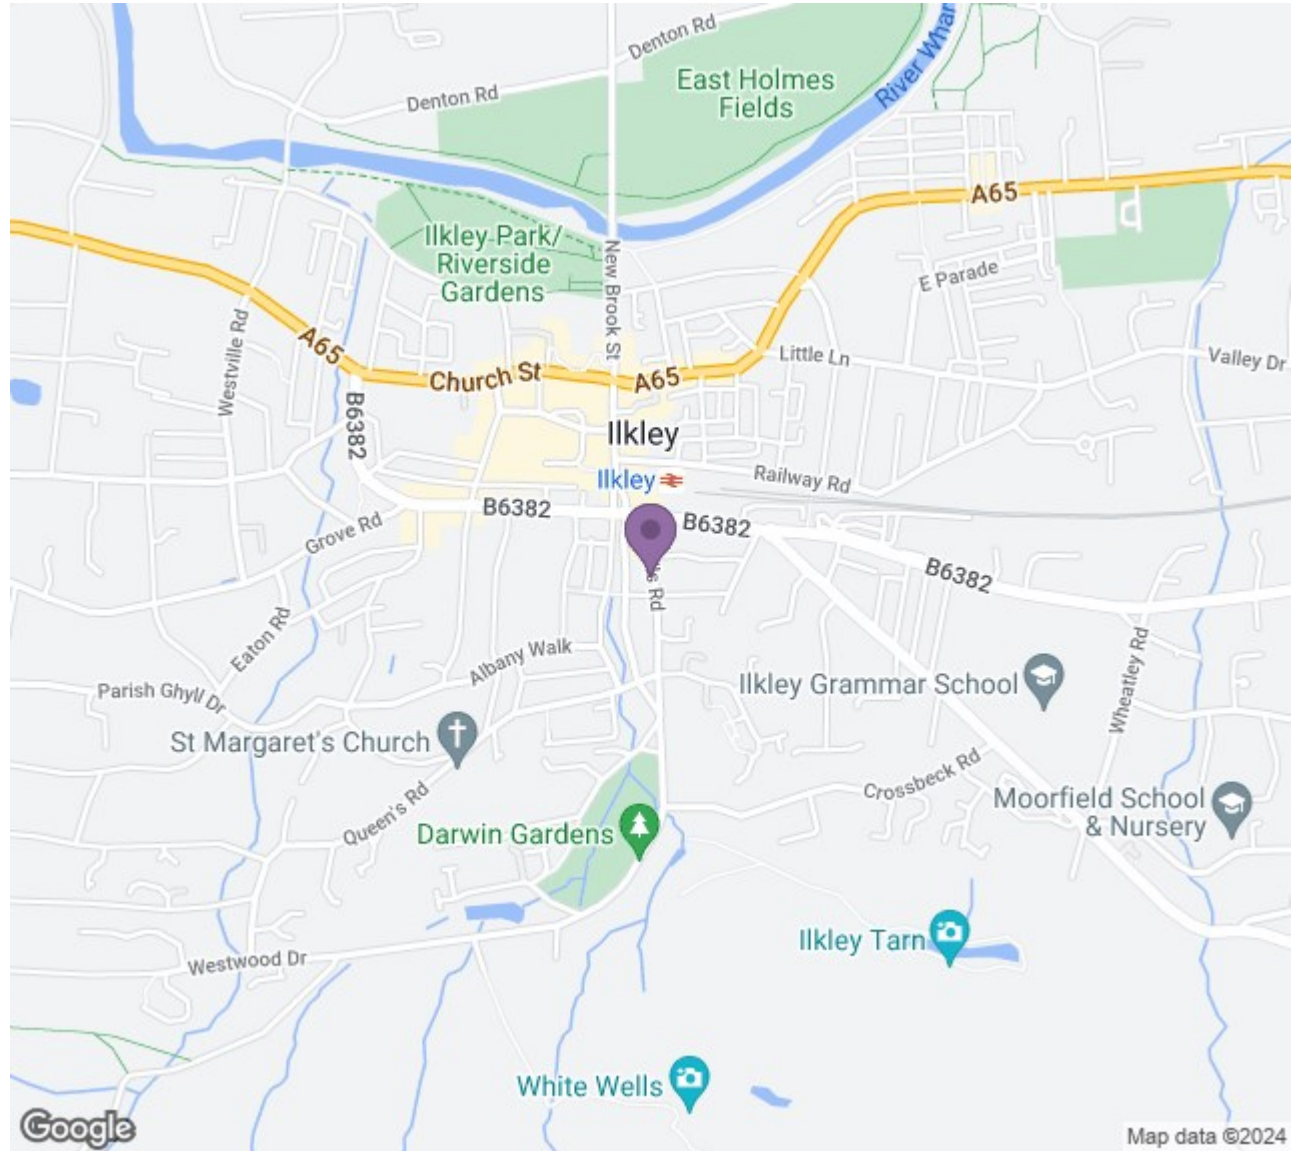 Denton Rd
Denton Rd
East Holmes
Fields
River Whar
A65
Ilkley Park/
Riverside
Gardens
New Brook St
E Parade
Westville Rd
A65
Church St
A65
Little Ln
Valley Dr
B6382
Ilkley
Ilkley
Railway Rd
B6382
B6382
Grove Rd
B6382
Rd
Eaton Rd
Albany Walk
Parish Ghyll Dr
Ilkley Grammar School
Wheatley Rd
St Margaret's Church
Queen's Rd
Crossbeck Rd
Moorfield School
& Nursery
Darwin Gardens
Ilkley Tarn
Westwood Dr
White Wells
Google
Map data ©2024